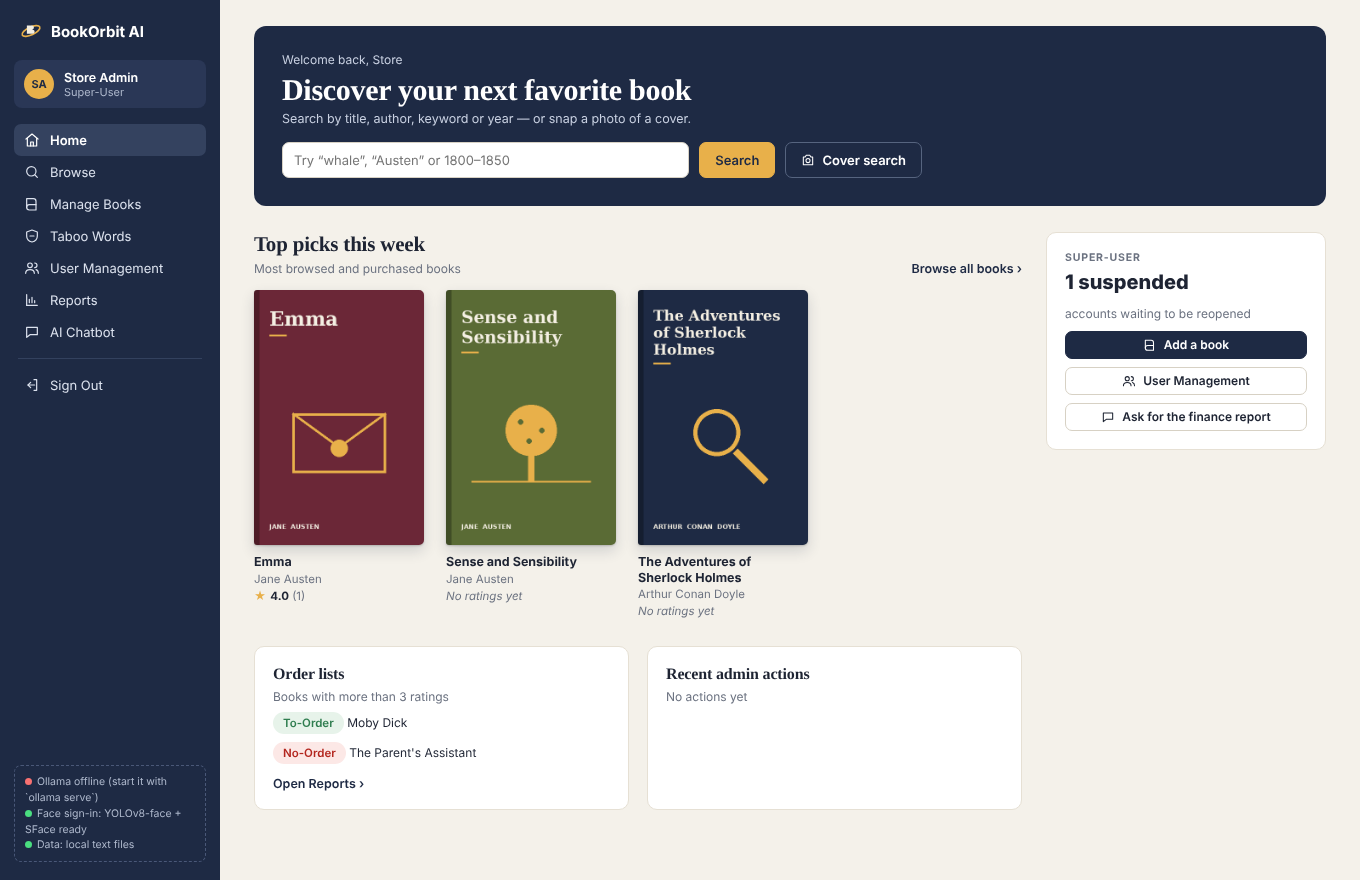 BookOrbit AI
SA
Store Admin
Super-User
Home
Browse
Manage Books
Taboo Words
User Management
Reports
AI Chatbot
Sign Out
Ollama offline (start it with
`ollama serve`)
Face sign-in: YOLOv8-face +
SFace ready
Data: local text files
Welcome back, Store
Discover your next favorite book
Search by title, author, keyword or year — or snap a photo of a cover.
Try “whale”, “Austen” or 1800–1850
Search
Cover search
Top picks this week
Most browsed and purchased books
Browse all books ›
Emma
JANE AUSTEN
Emma
Jane Austen
★ 4.0 (1)
Sense and
Sensibility
JANE AUSTEN
Sense and Sensibility
Jane Austen
No ratings yet
The Adventures
of Sherlock
Holmes
ARTHUR CONAN DOYLE
The Adventures of
Sherlock Holmes
Arthur Conan Doyle
No ratings yet
SUPER-USER
1 suspended
accounts waiting to be reopened
Add a book
User Management
Ask for the finance report
Order lists
Books with more than 3 ratings
To-Order Moby Dick
No-Order The Parent's Assistant
Open Reports ›
Recent admin actions
No actions yet